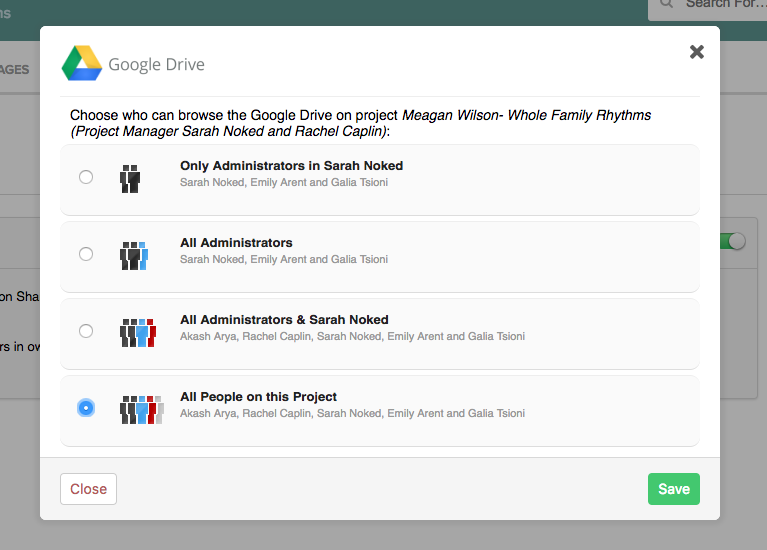 ns
Search For...
AGES
Google Drive
Choose who can browse the Google Drive on project Meagan Wilson- Whole Family Rhythms
(Project Manager Sarah Noked and Rachel Caplin):
Only Administrators in Sarah Noked
Sarah Noked, Emily Arent and Galia Tsioni
All Administrators
Sarah Noked, Emily Arent and Galia Tsioni
on Sha
All Administrators & Sarah Noked
Akash Arya, Rachel Caplin, Sarah Noked, Emily Arent and Galia Tsioni
rs in ow
All People on this Project
Akash Arya, Rachel Caplin, Sarah Noked, Emily Arent and Galia Tsioni
Close
Save